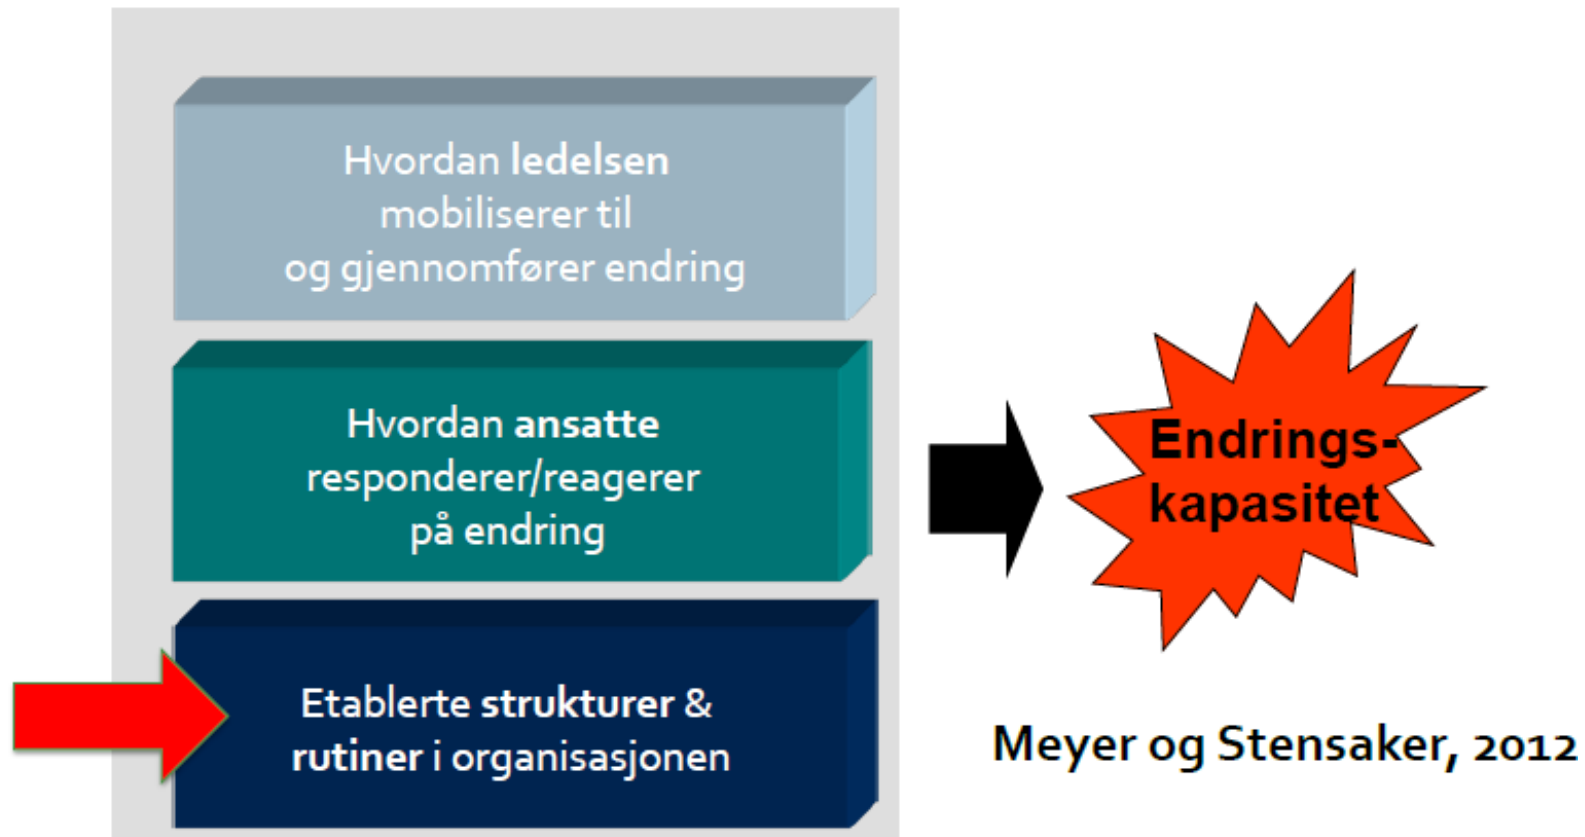 Hvordan ledelsen
mobiliserer til
og gjennomfører endring
Hvordan ansatte
responderer/reagerer
på endring
Etablerte strukturer &
rutiner i organisasjonen
Endrings-
kapasitet
Meyer og Stensaker, 2012